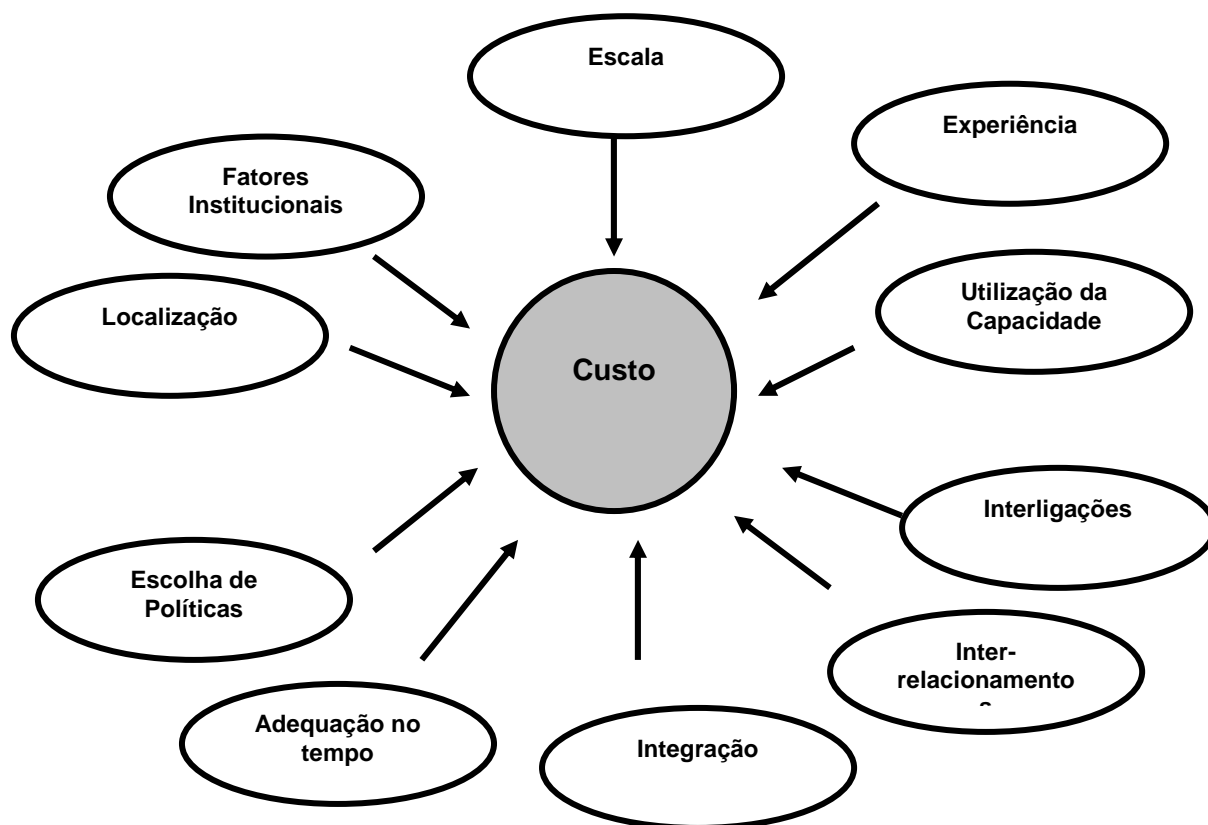 Escala
Experiência
Fatores
Institucionais
Utilização da
Capacidade
Localização
Custo
Interligações
Escolha de
Políticas
Inter-
relacionamento
s
Adequação no
tempo
Integração